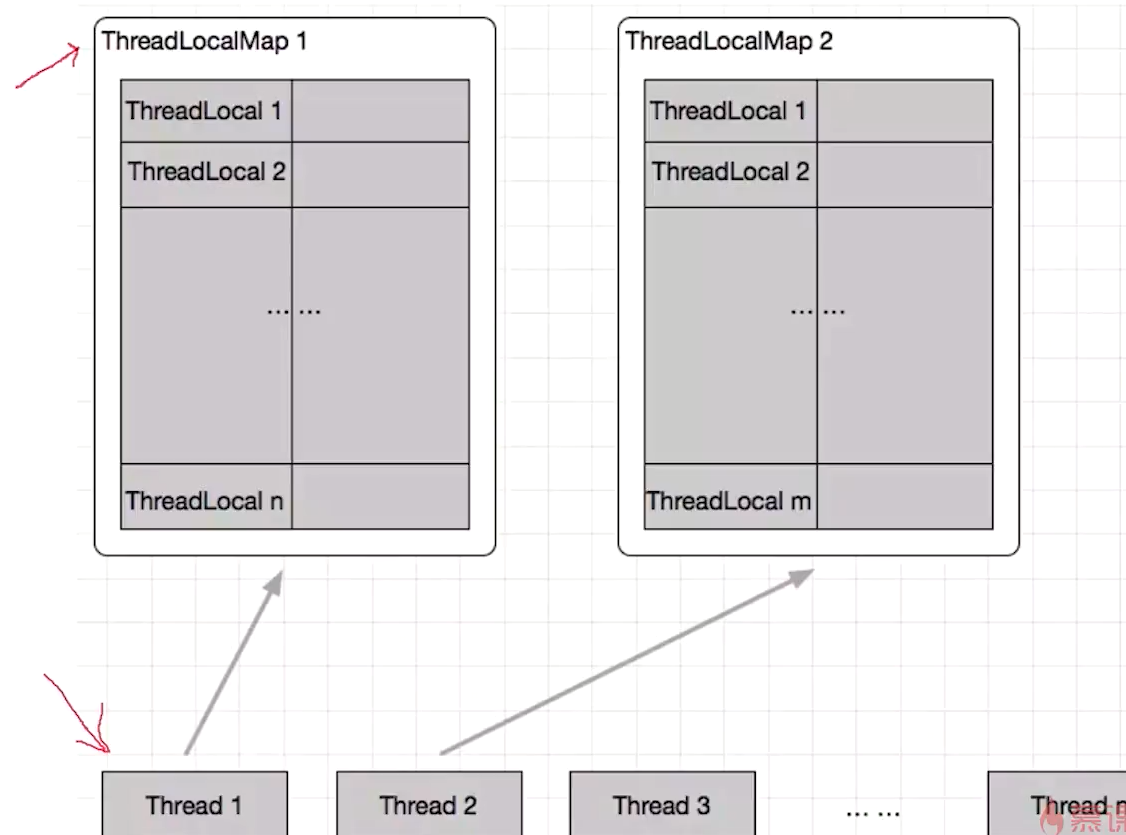 ThreadLocalMap 1
ThreadLocal 1
ThreadLocal 2
... ...
ThreadLocal n
ThreadLocalMap 2
ThreadLocal 1
ThreadLocal 2
... ...
ThreadLocal m
Thread 1
Thread 2
Thread 3
... ...
Thread
慕课